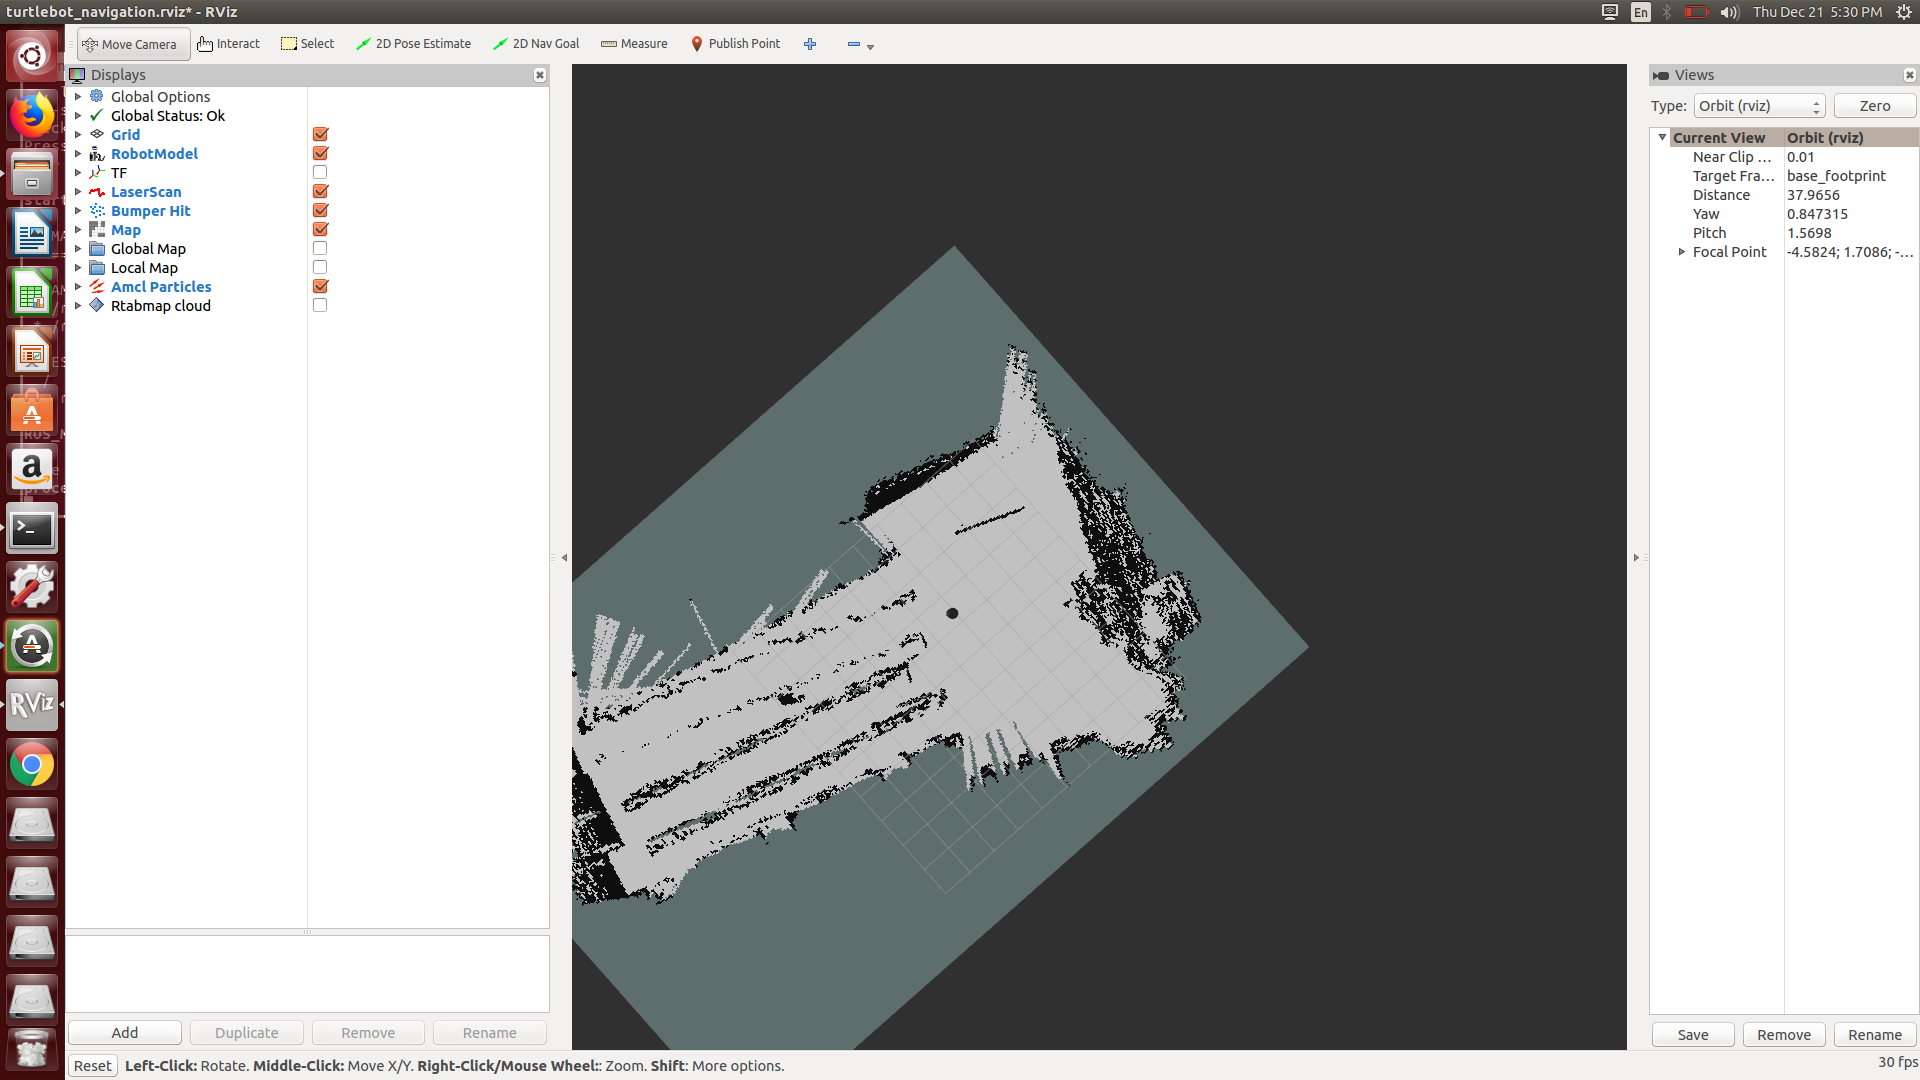 turtlebot_navigation.rviz* - RViz
En
Thu Dec 21 5:30 PM
Move Camera
Interact
Select
2D Pose Estimate
2D Nav Goal
Measure
Publish Point
Displays
Global Options
Global Status: Ok
Grid
RobotModel
TF
LaserScan
Bumper Hit
Map
Global Map
Local Map
Amcl Particles
Rtabmap cloud
Add
Duplicate
Remove
Rename
Views
Type:
Orbit (rviz)
Zero
Current View Orbit (rviz)
Near Clip ... 0.01
Target Fra... base_footprint
Distance 37.9656
Yaw 0.847315
Pitch 1.5698
Focal Point -4.5824; 1.7086; -...
Save
Remove
Rename
RViz
Reset
Left-Click: Rotate. Middle-Click: Move X/Y. Right-Click/Mouse Wheel:: Zoom. Shift: More options.
30 fps